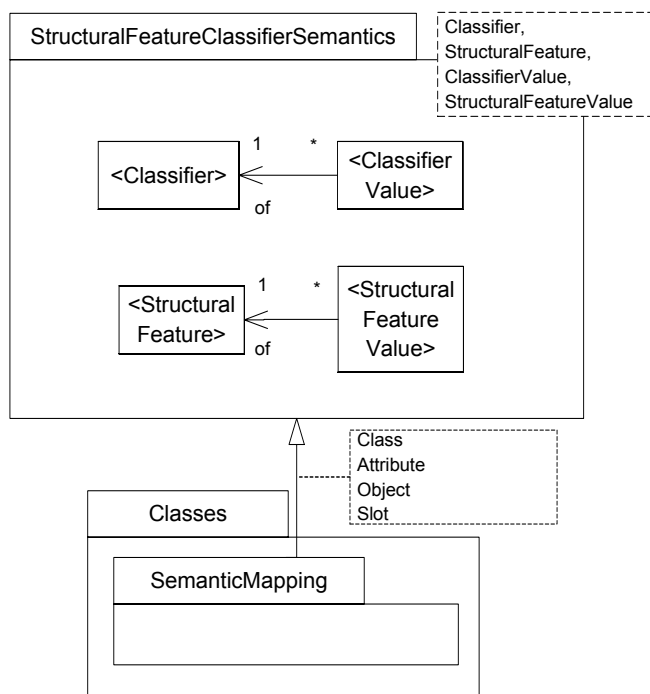 StructuralFeatureClassifierSemantics
Classifier,
StructuralFeature,
ClassifierValue,
StructuralFeatureValue
1
*
<Classifier>
<Classifier
Value>
of
1
*
<Structural
Feature>
<Structural
Feature
Value>
of
Class
Attribute
Object
Slot
Classes
SemanticMapping